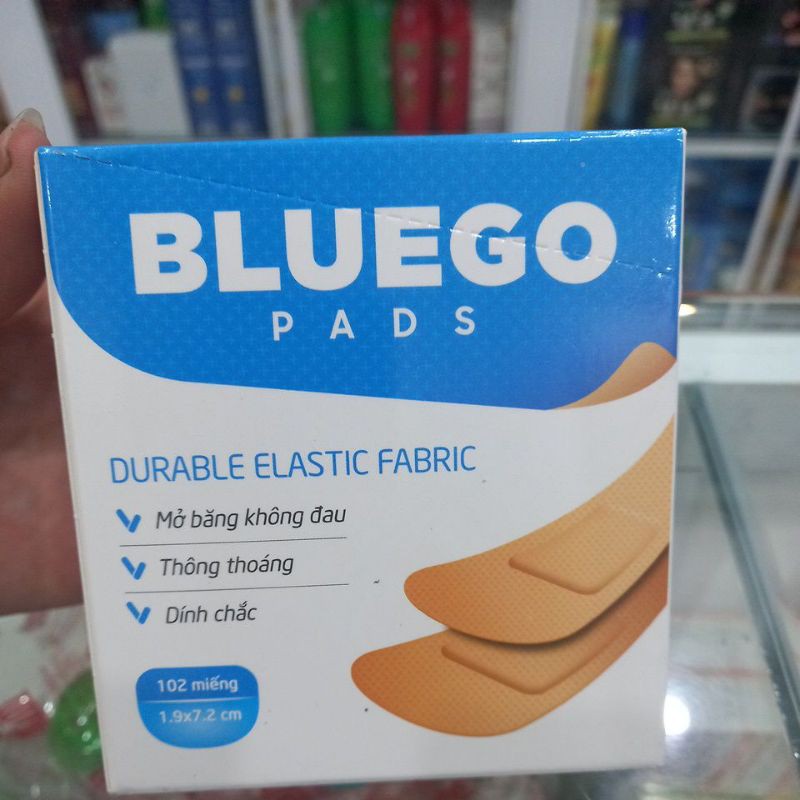 BLUEGO
PADS
DURABLE ELASTIC FABRIC
Mở băng không đau
Thông thoáng
Dính chắc
102 miếng
1.9x7.2 cm